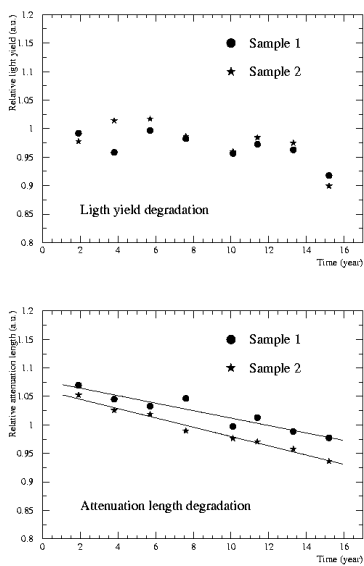 Relative light yield (a.u.)
1.2
1.15
1.1
1.05
1
0.95
0.9
0.85
0.8
Sample 1
Sample 2
Ligth yield degradation
0 2 4 6 8 10 12 14 16
Time (year)
Relative attenuation length (a.u.)
1.2
1.15
1.1
1.05
1
0.95
0.9
0.85
0.8
Sample 1
Sample 2
Attenuation length degradation
0 2 4 6 8 10 12 14 16
Time (year)